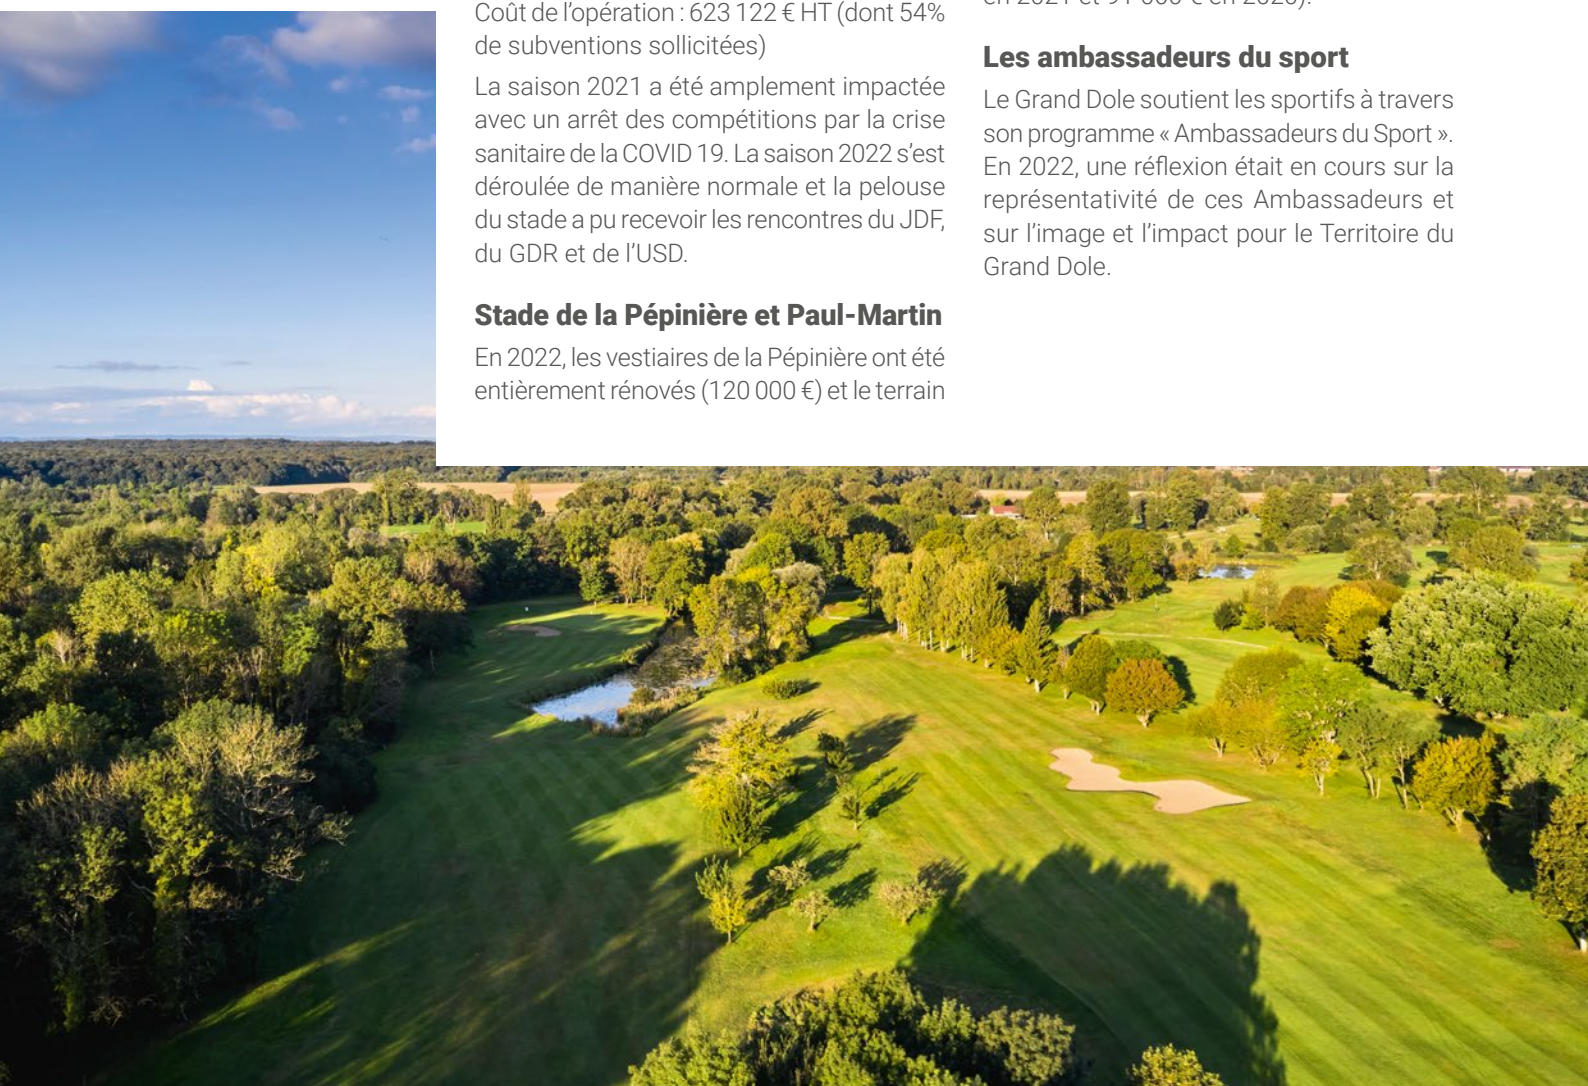 Coût de l'opération : 623 122 € HT (dont 54%
de subventions sollicitées)
La saison 2021 a été amplement impactée
avec un arrêt des compétitions par la crise
sanitaire de la COVID 19. La saison 2022 s'est
déroulée de manière normale et la pelouse
du stade a pu recevoir les rencontres du JDF,
du GDR et de l'USD.
Stade de la Pépinière et Paul-Martin
En 2022, les vestiaires de la Pépinière ont été
entièrement rénovés (120 000 €) et le terrain
Les ambassadeurs du sport
Le Grand Dole soutient les sportifs à travers
son programme « Ambassadeurs du Sport ».
En 2022, une réflexion était en cours sur la
représentativité de ces Ambassadeurs et
sur l'image et l'impact pour le Territoire du
Grand Dole.